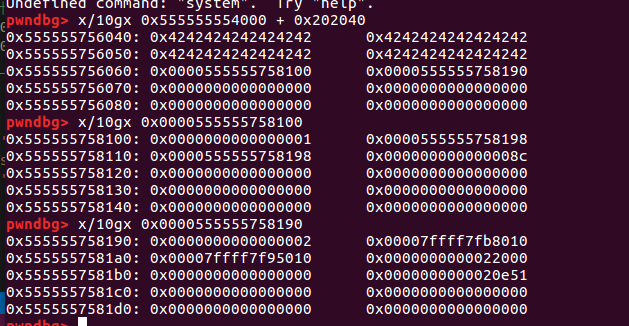 Undefined command: "system".  Try "help".
pwndbg> x/10gx 0x555555554000 + 0x202040
0x555555756040: 0x4242424242424242 0x4242424242424242
0x555555756050: 0x4242424242424242 0x4242424242424242
0x555555756060: 0x0000555555758100 0x0000555555758190
0x555555756070: 0x0000000000000000 0x0000000000000000
0x555555756080: 0x0000000000000000 0x0000000000000000
pwndbg> x/10gx 0x0000555555758100
0x555555758100: 0x0000000000000001 0x0000555555758198
0x555555758110: 0x0000555555758198 0x000000000000008c
0x555555758120: 0x0000000000000000 0x0000000000000000
0x555555758130: 0x0000000000000000 0x0000000000000000
0x555555758140: 0x0000000000000000 0x0000000000000000
pwndbg> x/10gx 0x0000555555758190
0x555555758190: 0x0000000000000002 0x00007ffff7fb8010
0x5555557581a0: 0x00007ffff7f95010 0x0000000000022000
0x5555557581b0: 0x0000000000000000 0x0000000000020e51
0x5555557581c0: 0x0000000000000000 0x0000000000000000
0x5555557581d0: 0x0000000000000000 0x0000000000000000
pwndbg>